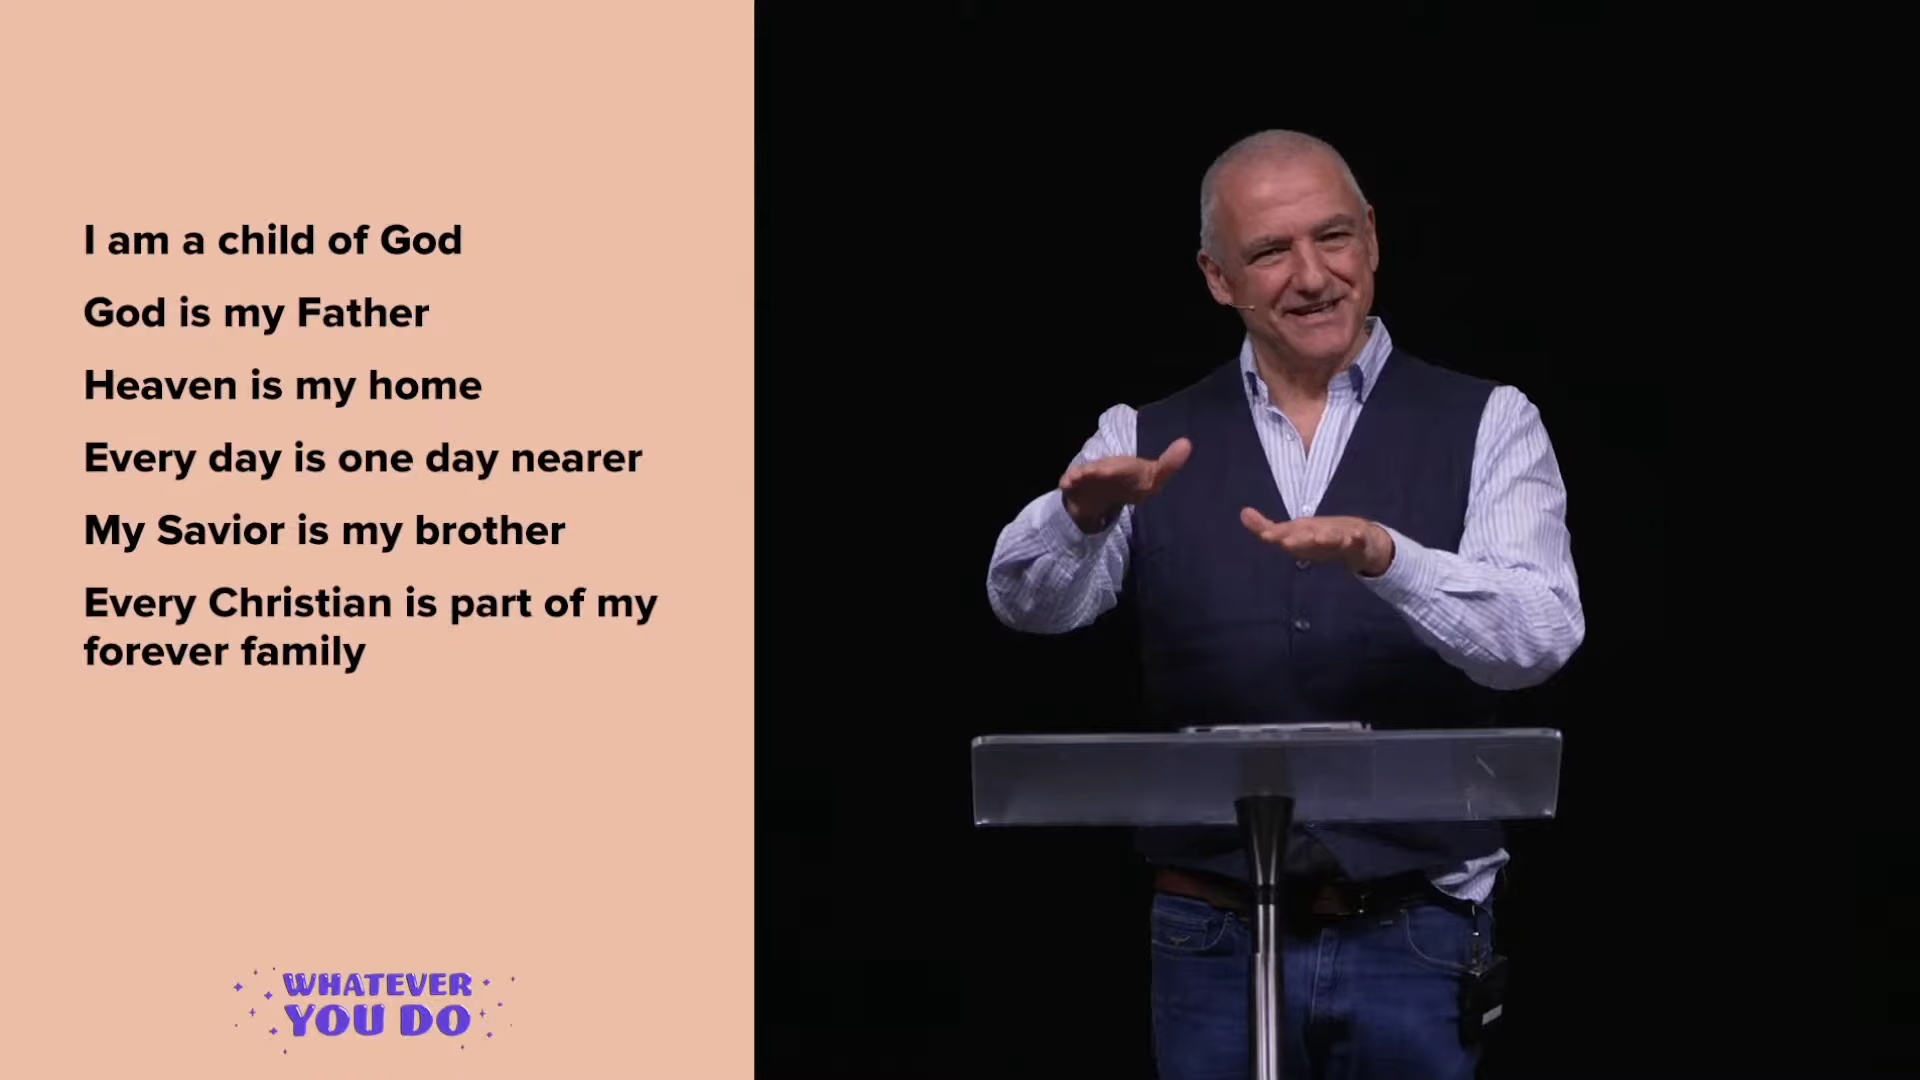 I am a child of God
God is my Father
Heaven is my home
Every day is one day nearer
My Savior is my brother
Every Christian is part of my
forever family
WHATEVER
YOU DO